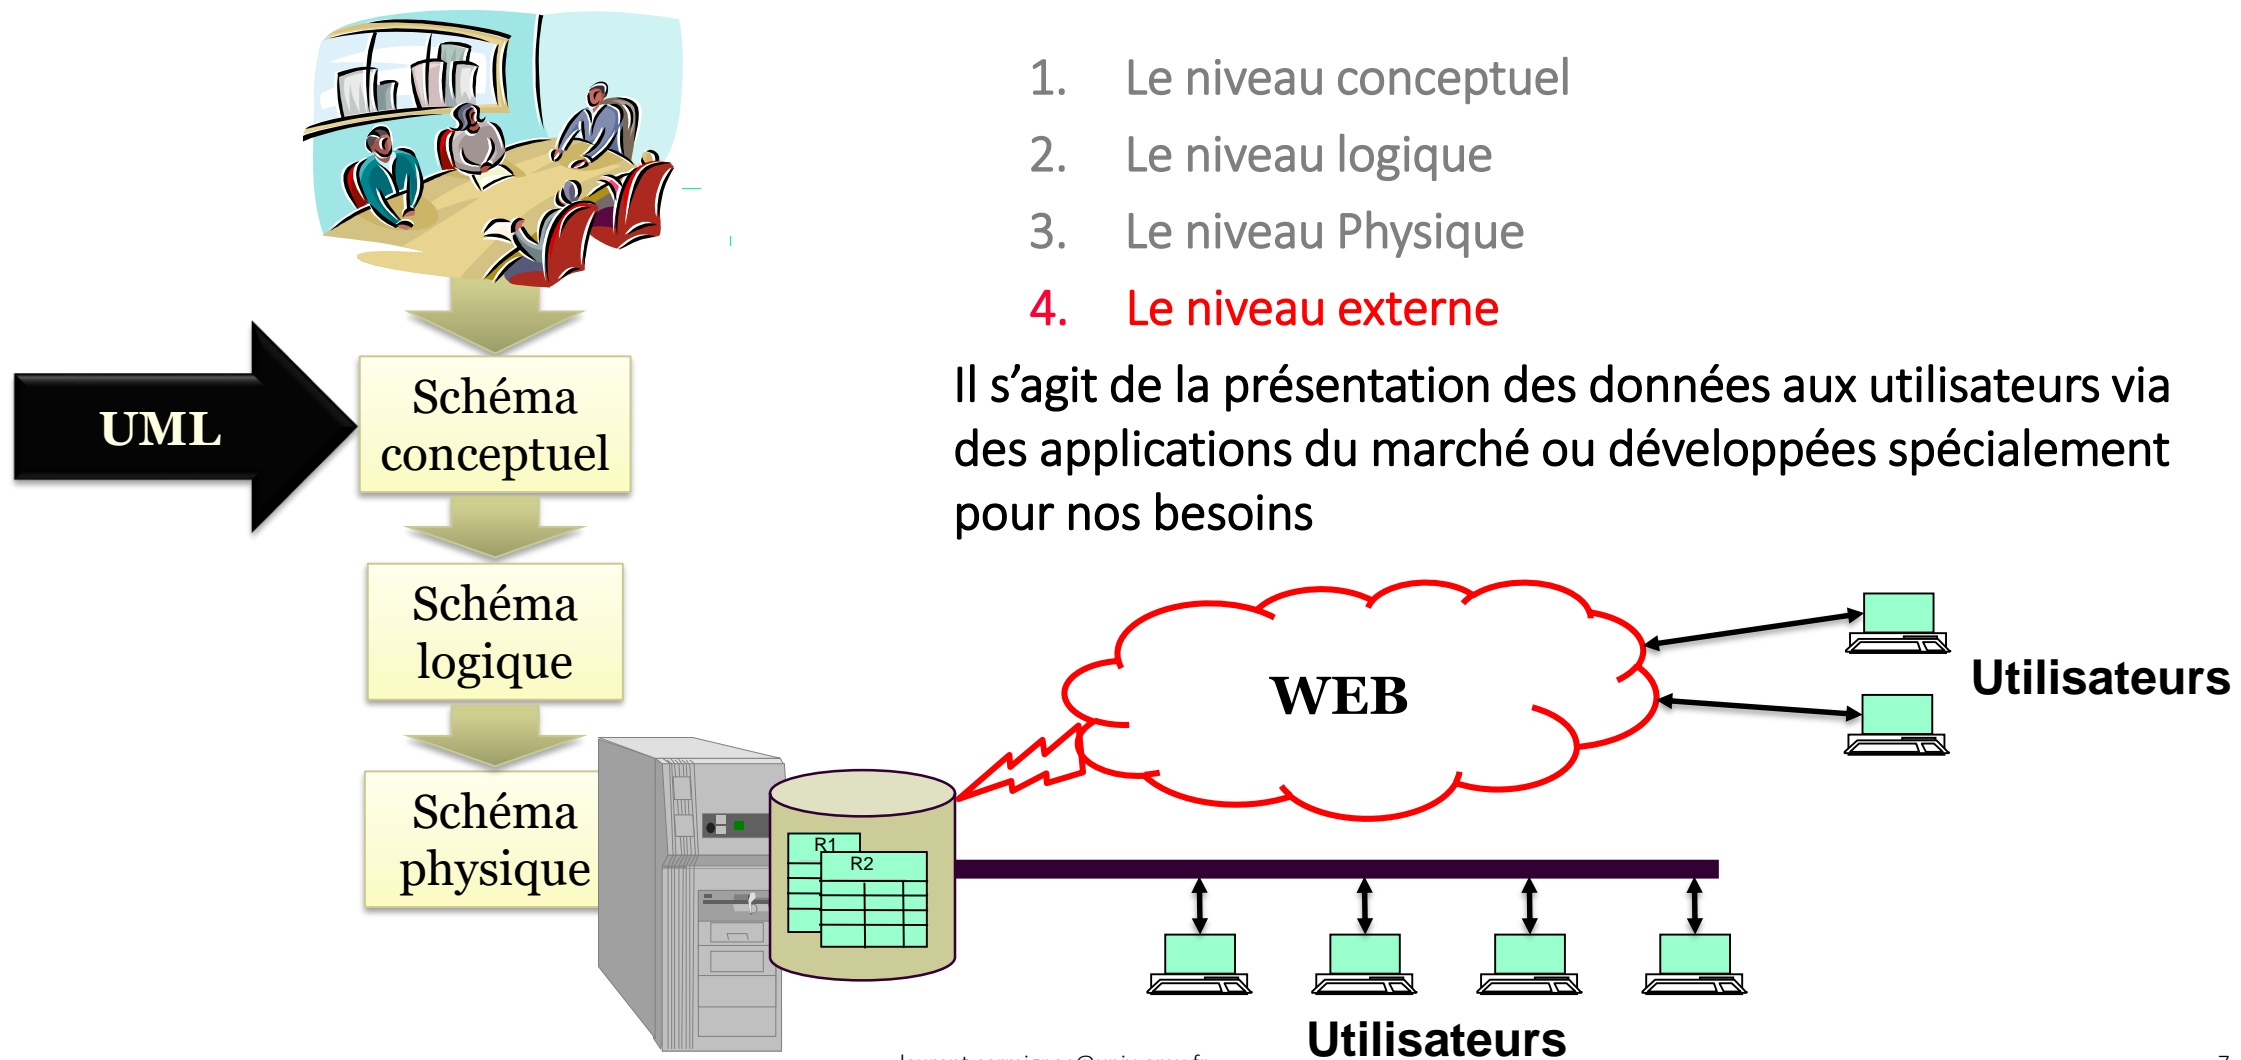 1. Le niveau conceptuel
2. Le niveau logique
3. Le niveau Physique
4. Le niveau externe
Il s’agit de la présentation des données aux utilisateurs via
des applications du marché ou développées spécialement
pour nos besoins
UML
Schéma
conceptuel
Schéma
logique
Schéma
physique
R1
R2
WEB
Utilisateurs
Utilisateurs
7